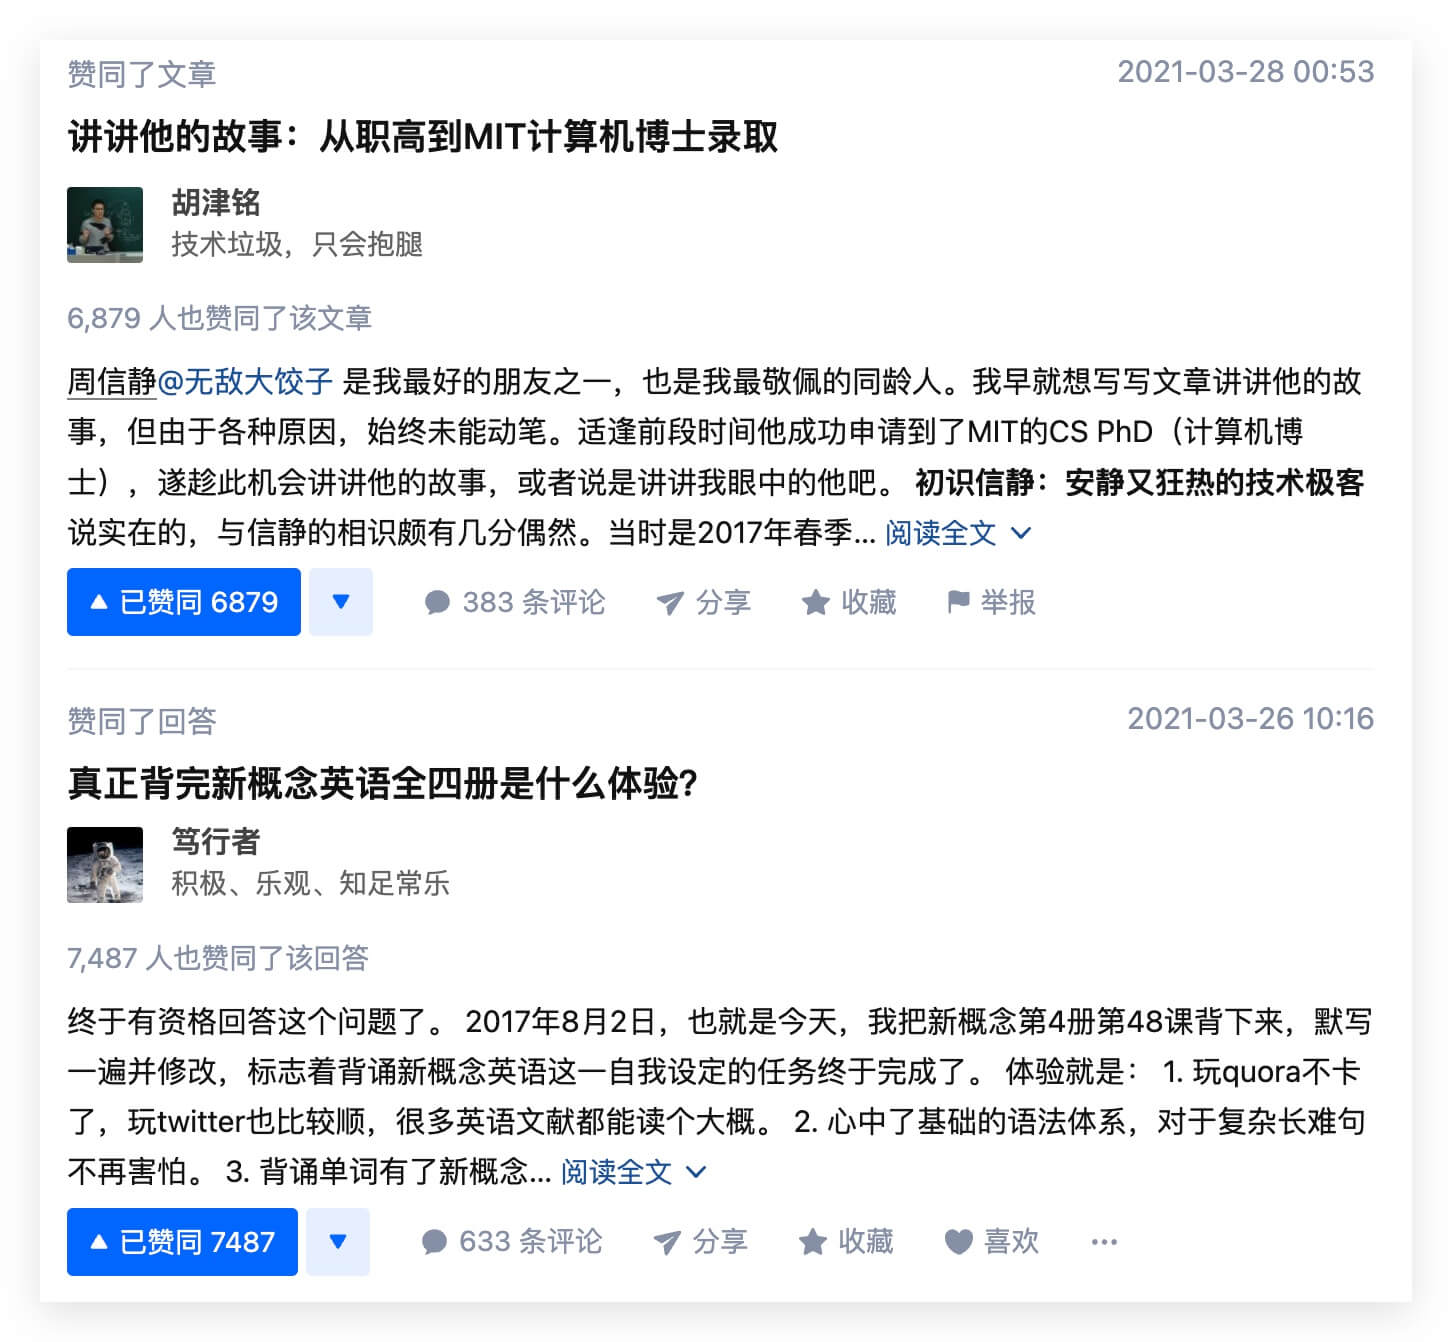 赞同了文章 2021-03-28 00:53
讲讲他的故事：从职高到MIT计算机博士录取
胡津铭
技术垃圾，只会抱腿
6,879 人也赞同了该文章
周信静@无敌大饺子 是我最好的朋友之一，也是我最敬佩的同龄人。我早就想写写文章讲讲他的故
事，但由于各种原因，始终未能动笔。适逢前段时间他成功申请到了MIT的CS PhD（计算机博
士），遂趁此机会讲讲他的故事，或者说是讲讲我眼中的他吧。 初识信静：安静又狂热的技术极客
说实在的，与信静的相识颇有几分偶然。当时是2017年春季... 阅读全文
已赞同 6879 383 条评论 分享 收藏 举报
赞同了回答 2021-03-26 10:16
真正背完新概念英语全四册是什么体验？
笃行者
积极、乐观、知足常乐
7,487 人也赞同了该回答
终于有资格回答这个问题了。 2017年8月2日，也就是今天，我把新概念第4册第48课背下来，默写
一遍并修改，标志着背诵新概念英语这一自我设定的任务终于完成了。 体验就是： 1. 玩quora不卡
了，玩twitter也比较顺，很多英语文献都能读个大概。 2. 心中了基础的语法体系，对于复杂长难句
不再害怕。 3. 背诵单词有了新概念... 阅读全文
已赞同 7487 633 条评论 分享 收藏 喜欢 ···